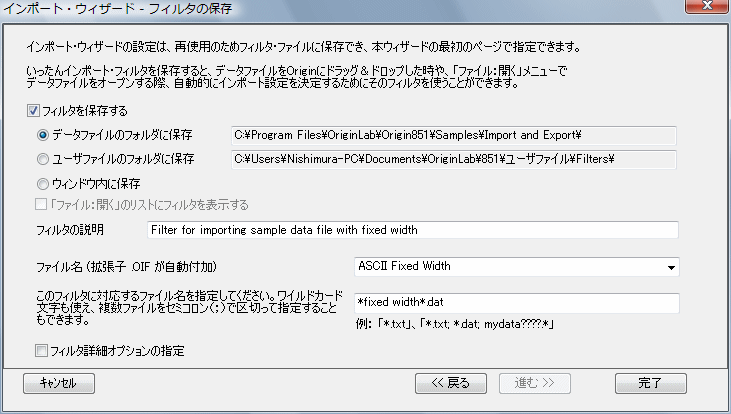 インポート・ウィザード - フィルタの保存
インポート・ウィザードの設定は、再使用のためフィルタ・ファイルに保存でき、本ウィザードの最初のページで指定できます。
いったんインポート・フィルタを保存すると、データファイルをOriginにドラッグ＆ドロップした時や、「ファイル：開く」メニューで
データファイルをオープンする際、自動的にインポート設定を決定するためにそのフィルタを使うことができます。
フィルタを保存する
データファイルのフォルダに保存
C:¥Program Files¥OriginLab¥Origin851¥Samples¥Import and Export¥
ユーザファイルのフォルダに保存
C:¥Users¥Nishimura-PC¥Documents¥OriginLab¥851¥ユーザファイル¥Filters¥
ウィンドウ内に保存
「ファイル：開く」のリストにフィルタを表示する
フィルタの説明
Filter for importing sample data file with fixed width
ファイル名 (拡張子 .OIF が自動付加)
ASCII Fixed Width
このフィルタに対応するファイル名を指定してください。ワイルドカード
文字も使え、複数ファイルをセミコロン(;)で区切って指定すること
もできます。
*fixed width*.dat
例：「*.txt」、「*.txt; *.dat; mydata????.*」
フィルタ詳細オプションの指定
キャンセル
<< 戻る
進む >>
完了